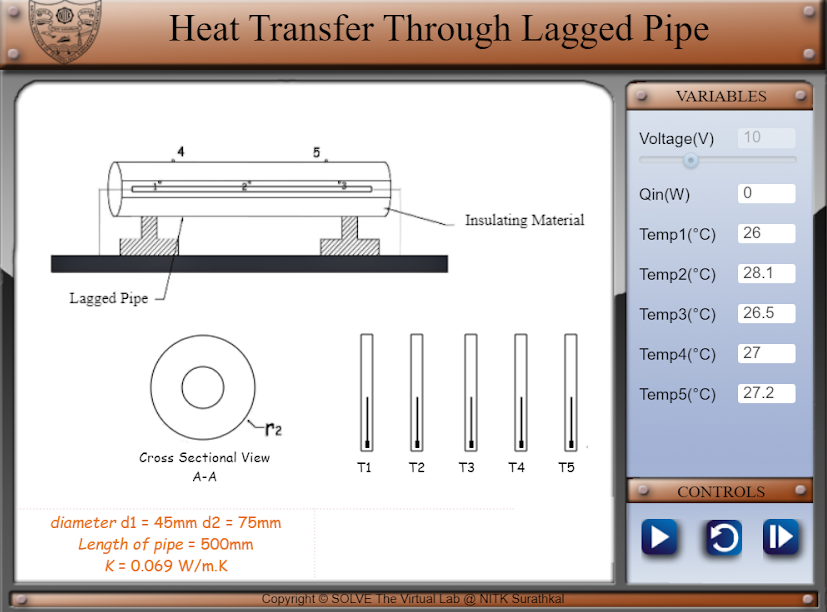 Heat Transfer Through Lagged Pipe
VARIABLES
Voltage(V) 10
Qin(W) 0
Temp1(°C) 26
Temp2(°C) 28.1
Temp3(°C) 26.5
Temp4(°C) 27
Temp5(°C) 27.2
4 5
1 2 3
Insulating Material
Lagged Pipe
r2
Cross Sectional View
A-A
T1 T2 T3 T4 T5
diameter d1 = 45mm d2 = 75mm
Length of pipe = 500mm
K = 0.069 W/m.K
CONTROLS
Copyright © SOLVE The Virtual Lab @ NITK Surathkal